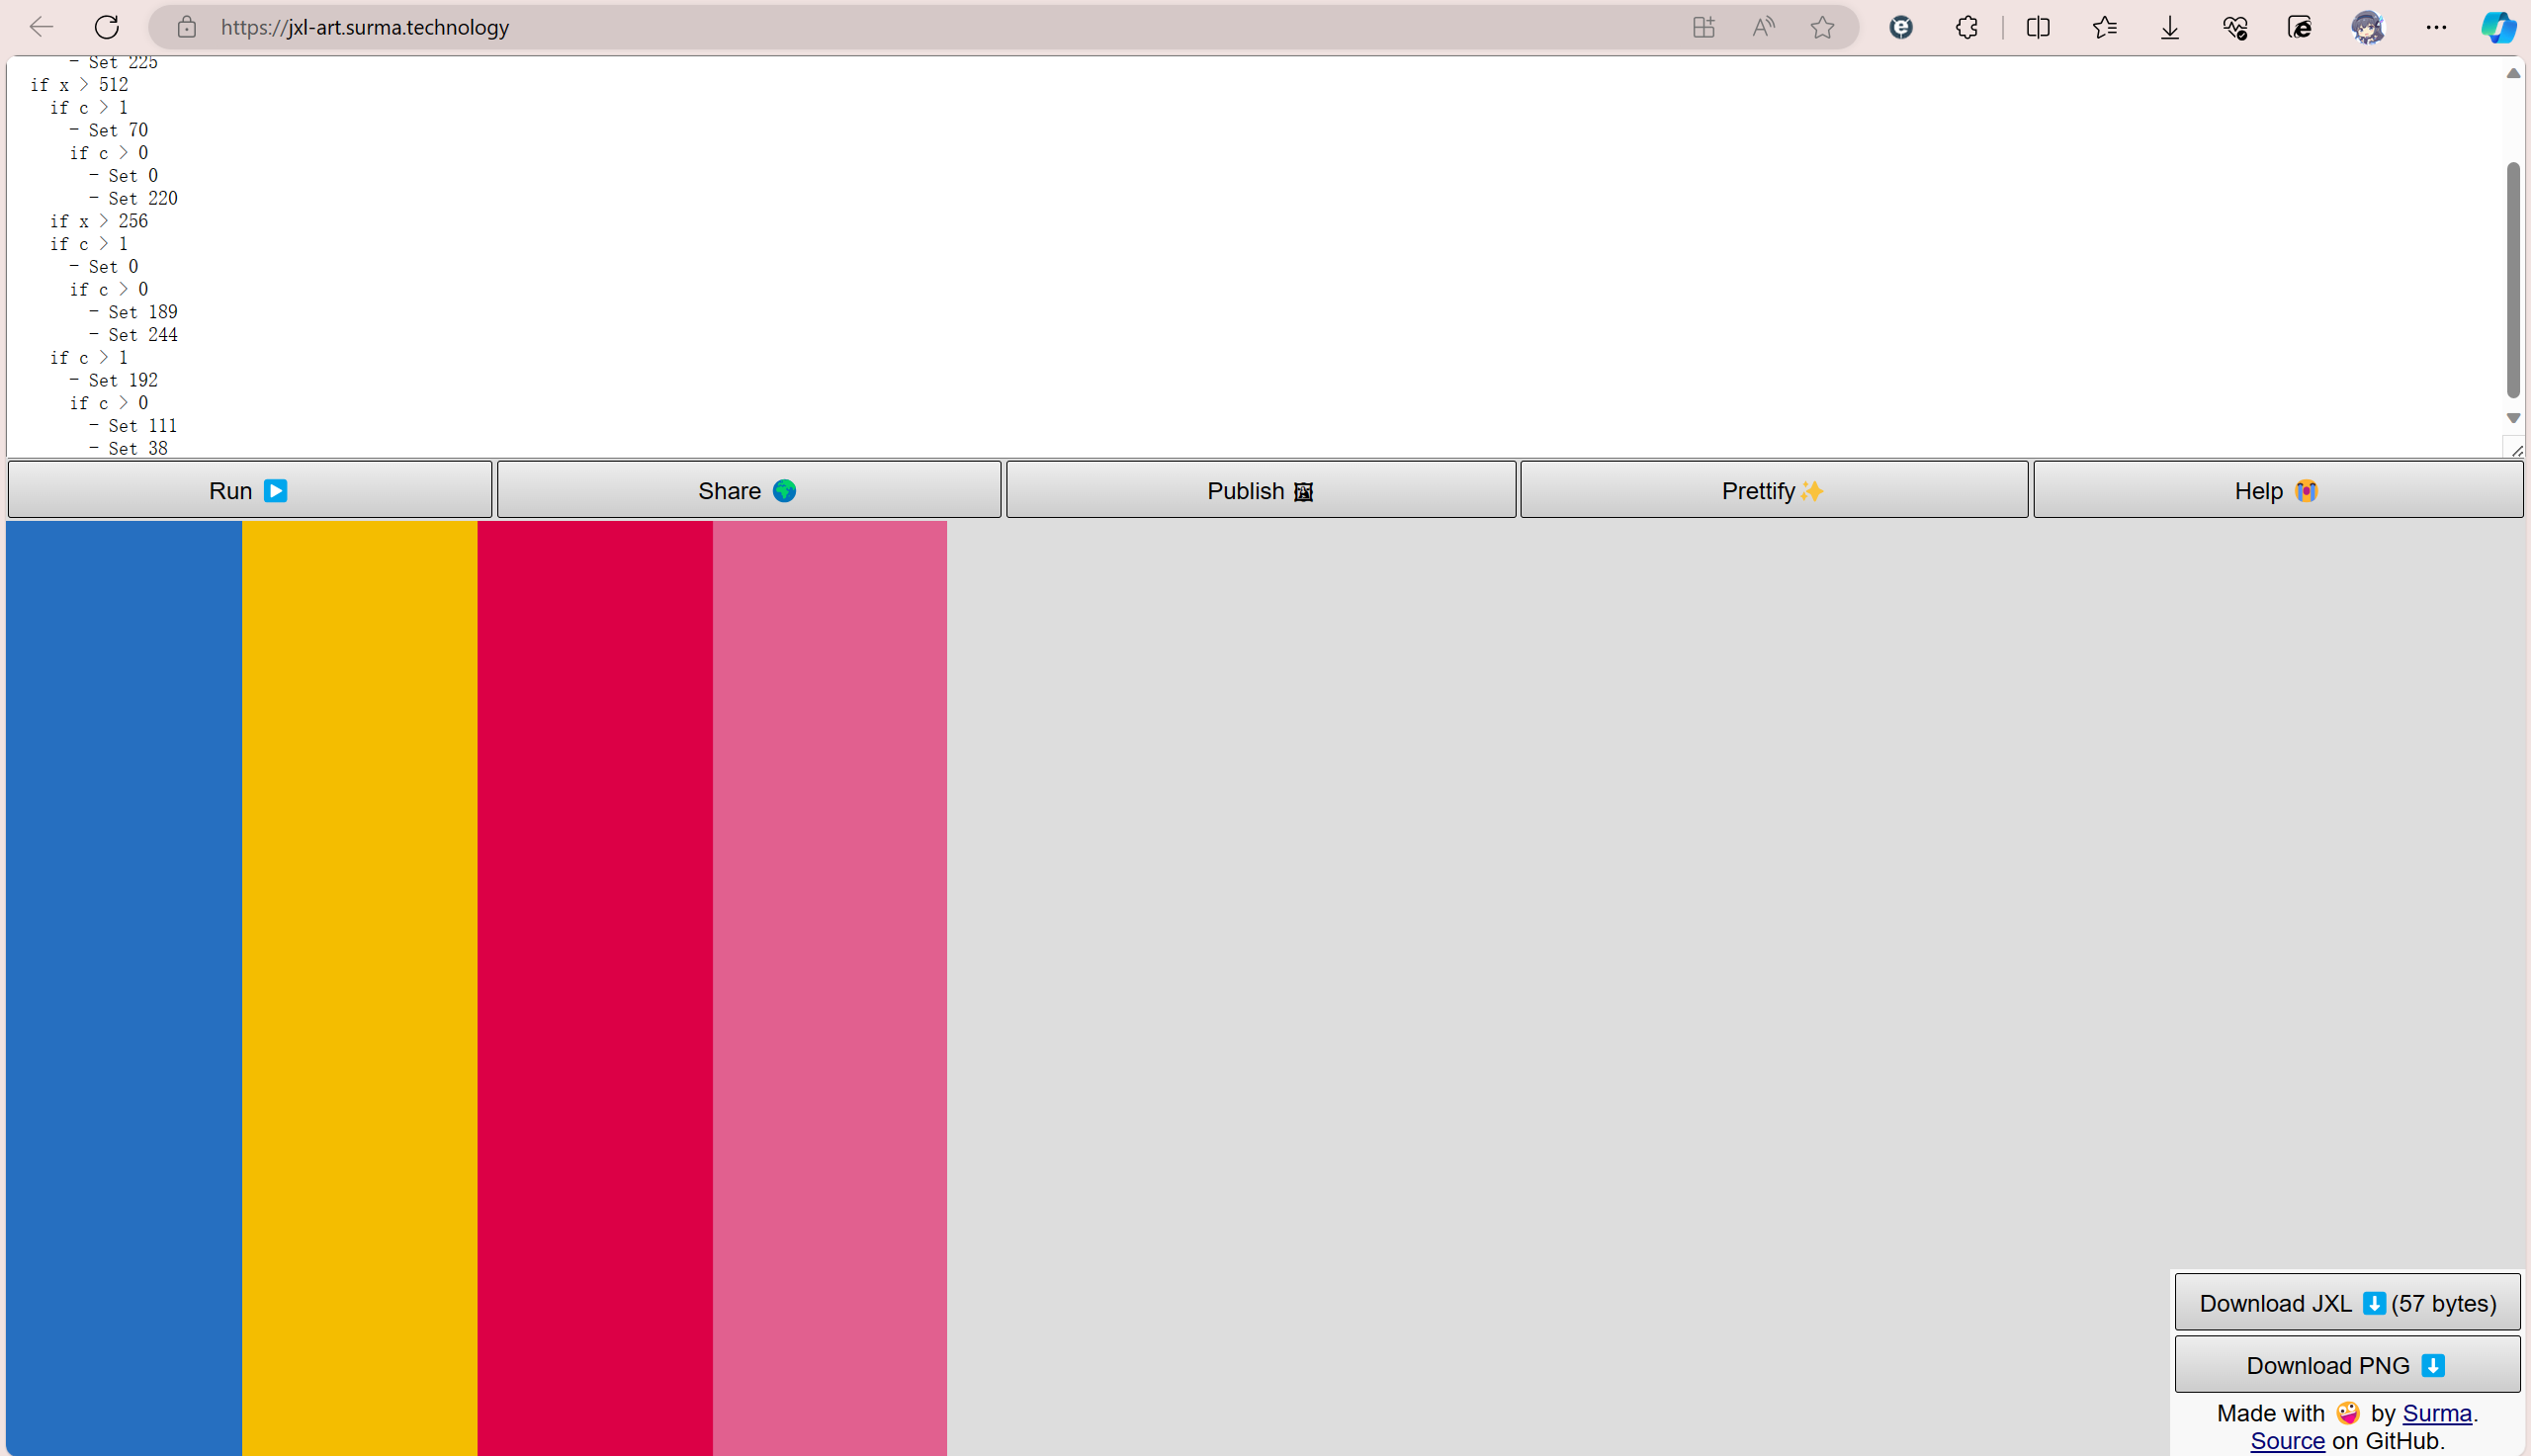 https://jxl-art.surma.technology
- Set 225
if x > 512
if c > 1
- Set 70
if c > 0
- Set 0
- Set 220
if x > 256
if c > 1
- Set 0
if c > 0
- Set 189
- Set 244
if c > 1
- Set 192
if c > 0
- Set 111
- Set 38
Run ▶️
Share 🌍
Publish 🖼
Prettify✨
Help 😭
Download JXL ⬇️(57 bytes)
Download PNG ⬇️
Made with 🤪 by Surma.
Source on GitHub.